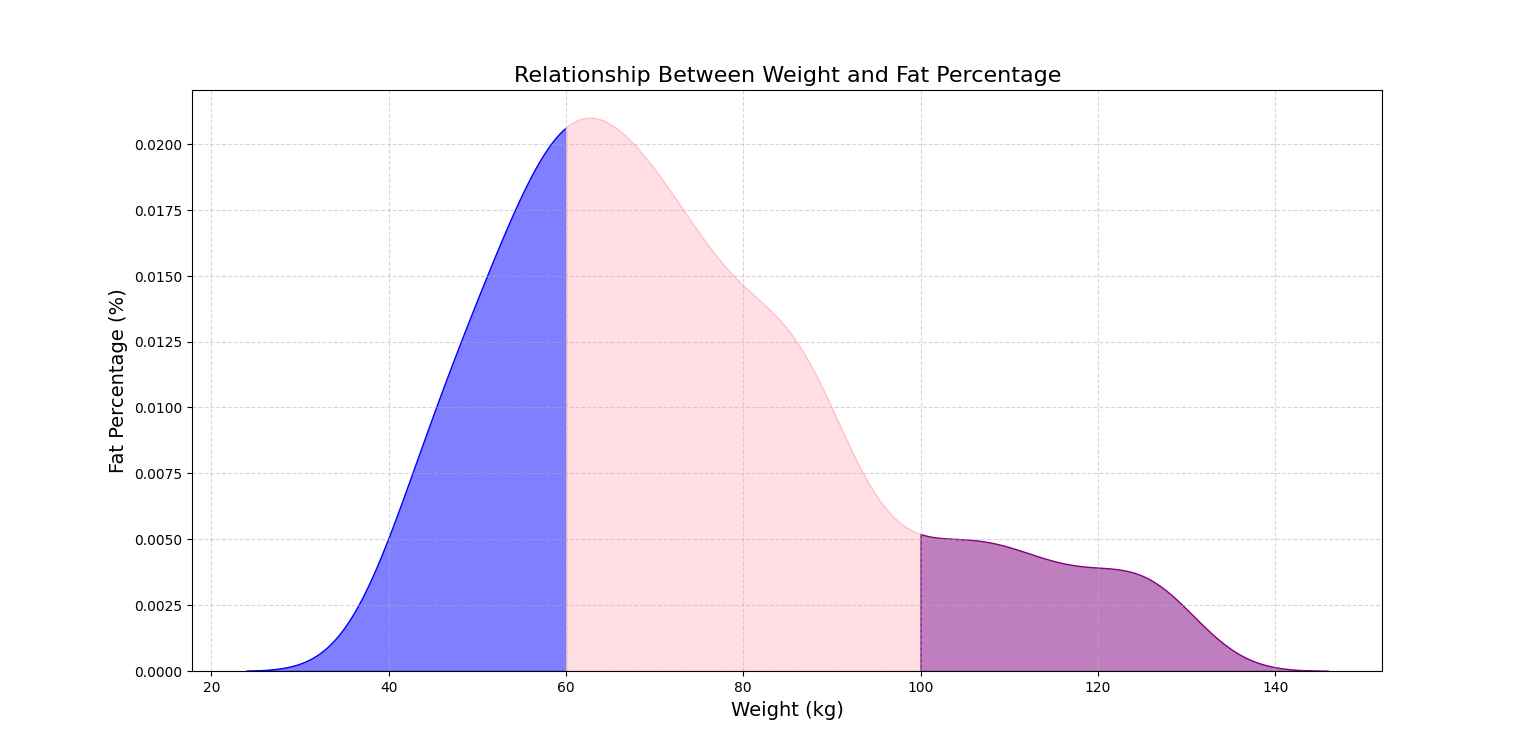 Relationship Between Weight and Fat Percentage
Fat Percentage (%)
0.0200
0.0175
0.0150
0.0125
0.0100
0.0075
0.0050
0.0025
0.0000
20 40 60 80 100 120 140
Weight (kg)